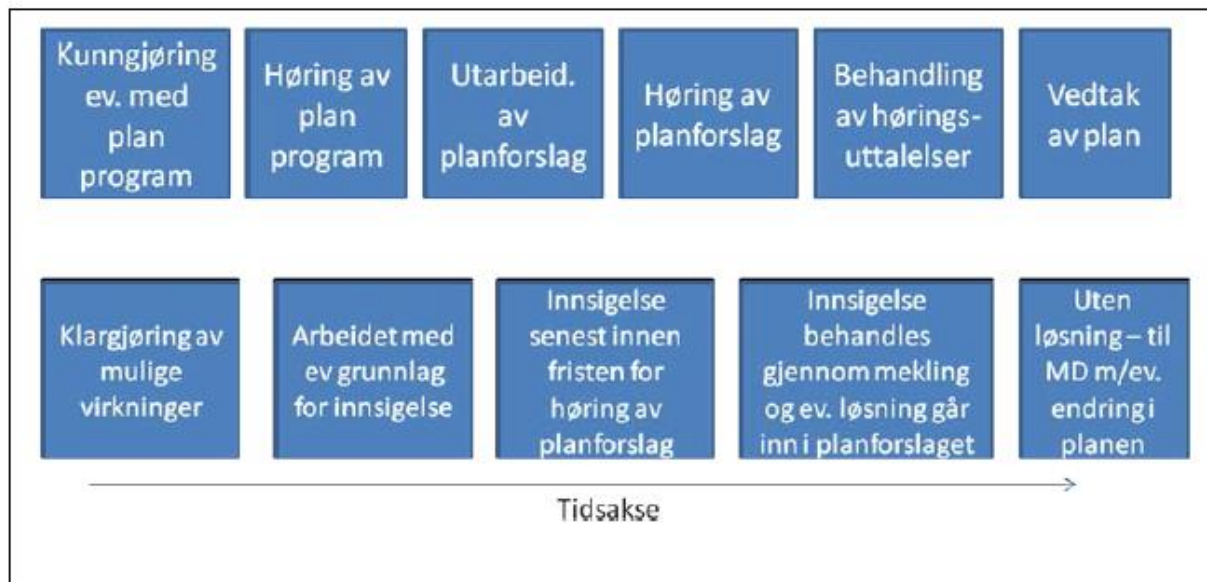 Kunngjøring
ev. med
plan
program
Høring av
plan
program
Utarbeid.
av
planforslag
Høring av
planforslag
Behandling
av hørings-
uttalelser
Vedtak
av plan
Klargjøring av
mulige
virkninger
Arbeidet med
ev grunnlag
for innsigelse
Innsigelse
senest innen
fristen for
høring av
planforslag
Innsigelse
behandles
gjennom mekling
og ev. løsning går
inn i planforslaget
Uten
løsning – til
MD m/ev.
endring i
planen
Tidsakse